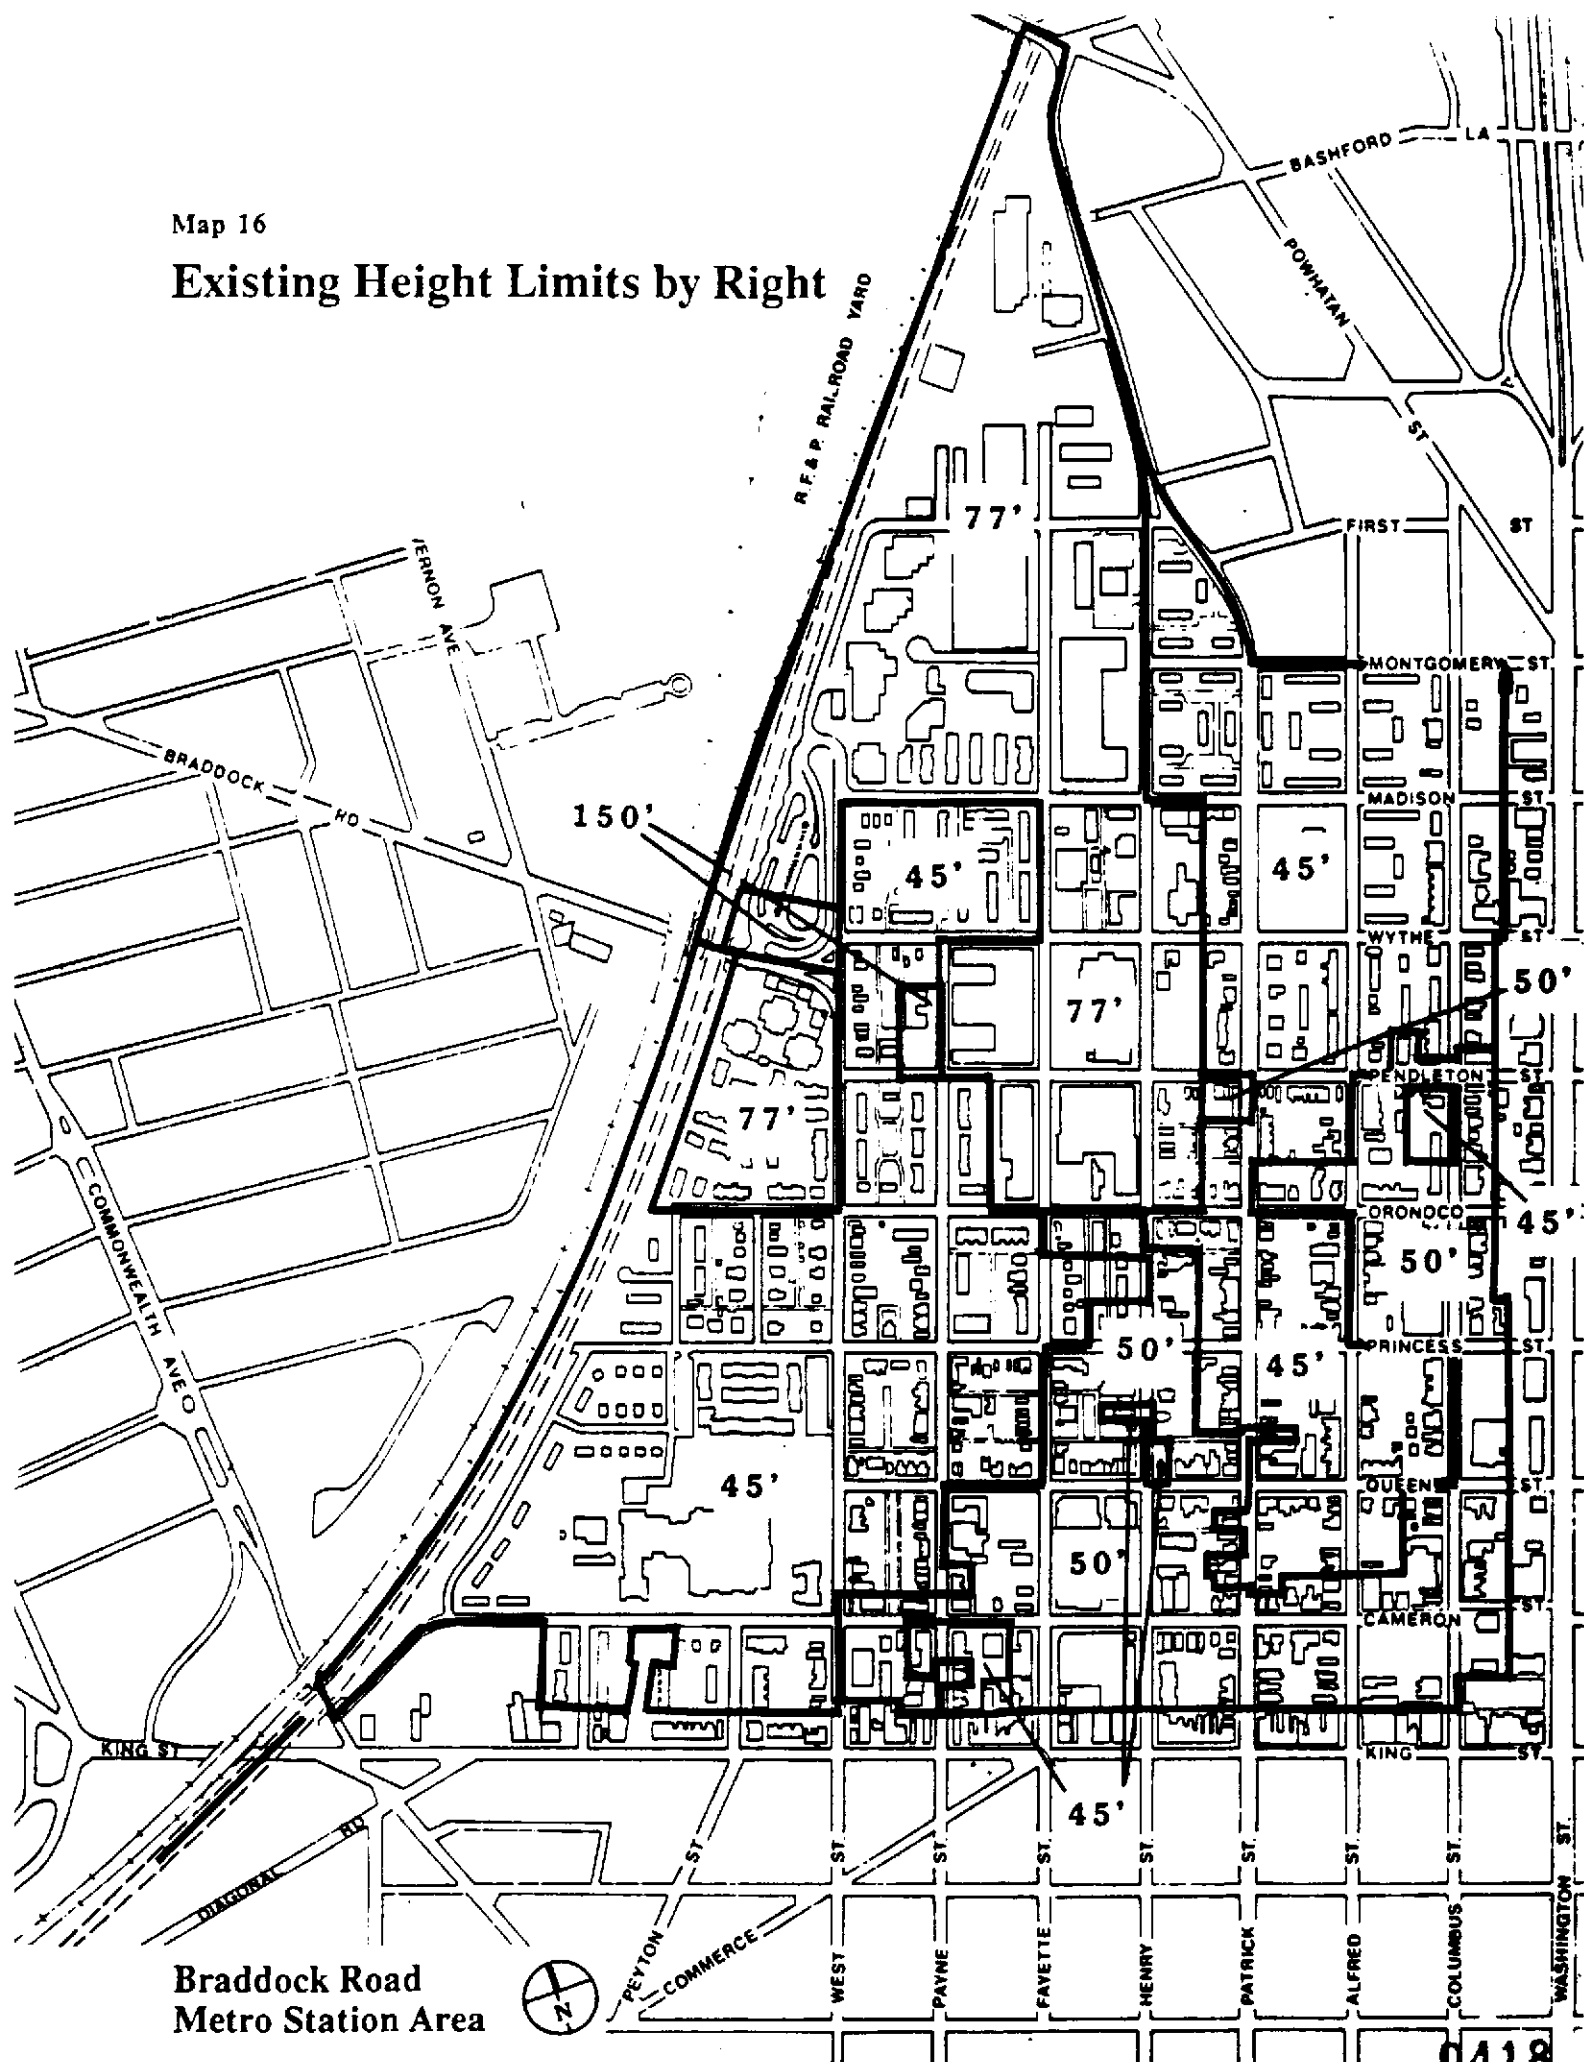 BASHFORD LA
Map 16
Existing Height Limits by Right
POWHATAN
ST
R.F.& P. RAILROAD YARD
77'
FIRST ST
ERNON AVE
MONTGOMERY ST
BRADDOCK RD
MADISON ST
150'
45'
45'
WYTHE ST
50'
77'
PENDLETON ST
77'
COMMONWEALTH AVE
ORONOCO
45'
50'
50'
PRINCESS ST
45'
45'
QUEEN ST
50'
CAMERON ST
KING ST
KING ST
45'
DIAGONAL RD
PEYTON ST
COMMERCE
WEST ST
PAYNE ST.
FAYETTE ST.
HENRY ST.
PATRICK ST.
ALFRED ST.
COLUMBUS ST.
WASHINGTON ST.
Braddock Road
Metro Station Area
N